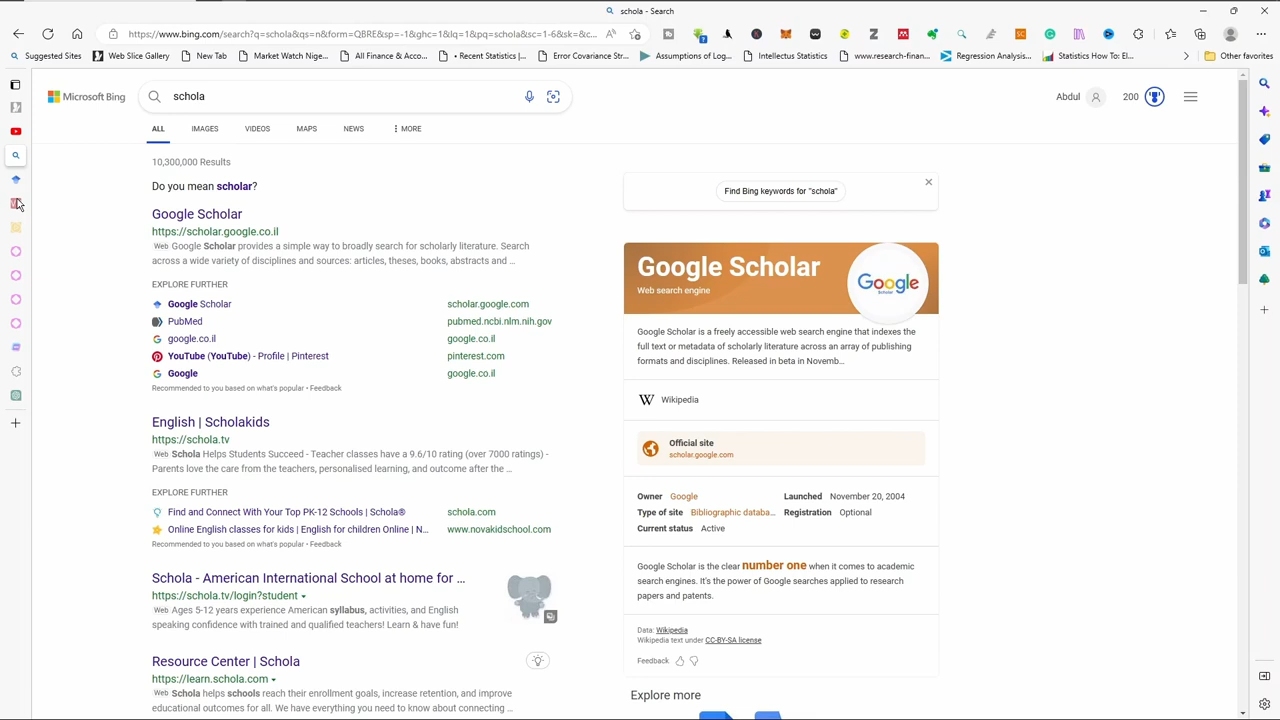 schola - Search
https://www.bing.com/search?q=schola&qs=n&form=QBRE&sp=-1&ghc=1&lq=1&pq=schola&sc=1-6&sk=&c...
Suggested Sites
Web Slice Gallery
New Tab
Market Watch Nige...
All Finance & Acco...
• Recent Statistics |...
Error Covariance Str...
Assumptions of Log...
Intellectus Statistics
www.research-finan...
Regression Analysis...
Statistics How To: El...
Other favorites
Microsoft Bing
schola
Abdul
200
ALL
IMAGES
VIDEOS
MAPS
NEWS
MORE
10,300,000 Results
Do you mean scholar?
Google Scholar
https://scholar.google.co.il
Web Google Scholar provides a simple way to broadly search for scholarly literature. Search
across a wide variety of disciplines and sources: articles, theses, books, abstracts and ...
EXPLORE FURTHER
Google Scholar scholar.google.com
PubMed pubmed.ncbi.nlm.nih.gov
google.co.il google.co.il
YouTube (YouTube) - Profile | Pinterest pinterest.com
Google google.co.il
Recommended to you based on what's popular • Feedback
English | Scholakids
https://schola.tv
Web Schola Helps Students Succeed - Teacher classes have a 9.6/10 rating (over 7000 ratings) -
Parents love the care from the teachers, personalised learning, and outcome after the ...
EXPLORE FURTHER
Find and Connect With Your Top PK-12 Schools | Schola® schola.com
Online English classes for kids | English for children Online | N... www.novakidschool.com
Recommended to you based on what's popular • Feedback
Schola - American International School at home for ...
https://schola.tv/login?student
Web Ages 5-12 years experience American syllabus, activities, and English
speaking confidence with trained and qualified teachers! Learn & have fun!
Resource Center | Schola
https://learn.schola.com
Web Schola helps schools reach their enrollment goals, increase retention, and improve
educational outcomes for all. We have everything you need to know about connecting ...
Find Bing keywords for "schola"
Google Scholar
Web search engine
Google
Scholar
Google Scholar is a freely accessible web search engine that indexes the
full text or metadata of scholarly literature across an array of publishing
formats and disciplines. Released in beta in Novemb...
W Wikipedia
Official site
scholar.google.com
Owner Google Launched November 20, 2004
Type of site Bibliographic databa... Registration Optional
Current status Active
Google Scholar is the clear number one when it comes to academic
search engines. It's the power of Google searches applied to research
papers and patents.
Data: Wikipedia
Wikipedia text under CC-BY-SA license
Feedback
Explore more